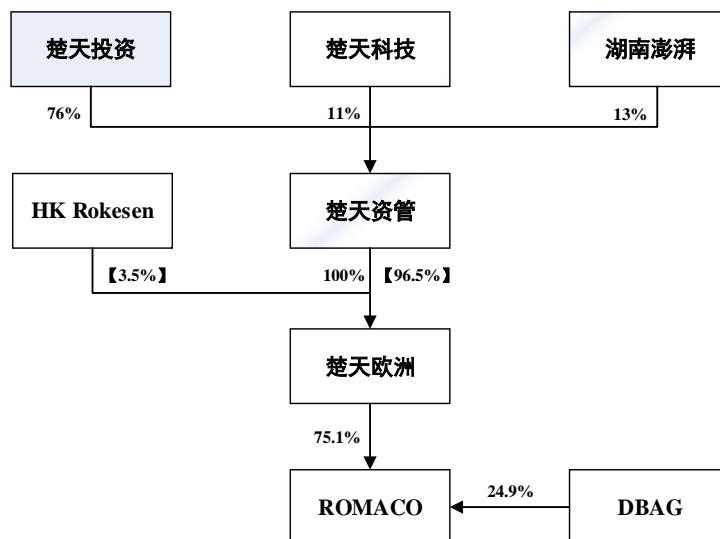 楚天投资
楚天科技
湖南澎湃
76%
11%
13%
HK Rokesen
楚天资管
【3.5%】
100%
【96.5%】
楚天欧洲
75.1%
ROMACO
24.9%
DBAG